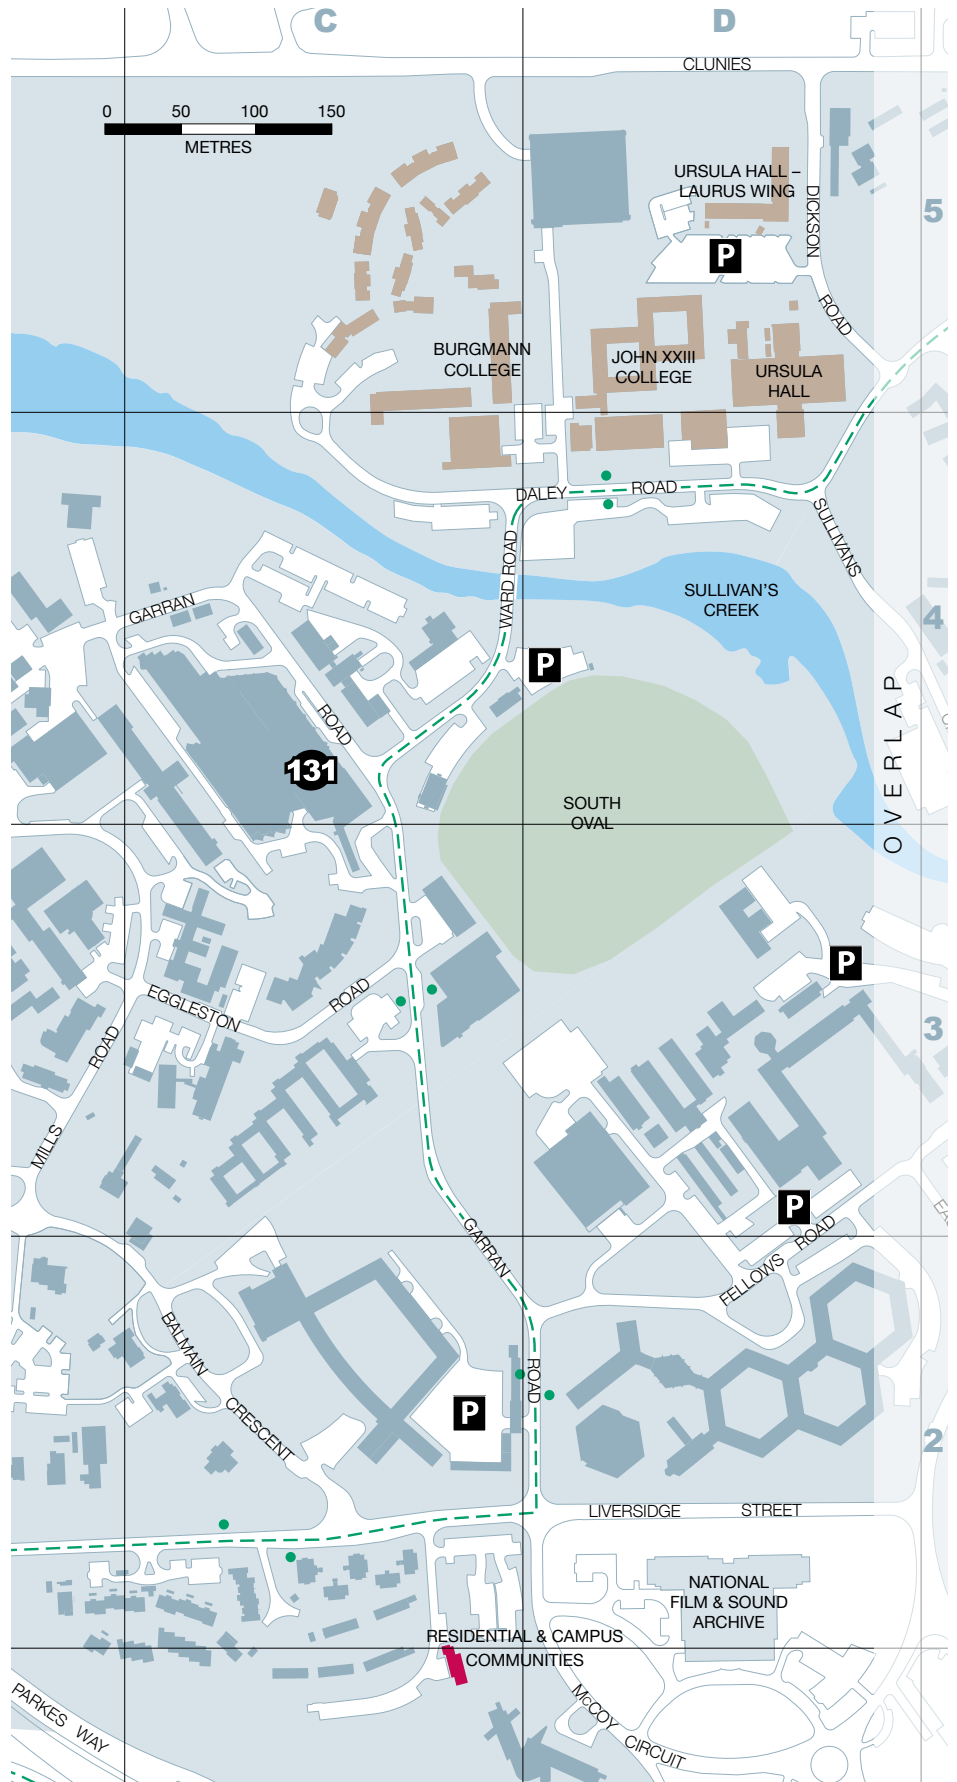 C
D
CLUNIES
0 50 100 150
METRES
URSULA HALL –
LAURUS WING
DICKSON
5
P
ROAD
BURGMANN
COLLEGE
JOHN XXIII
COLLEGE
URSULA
HALL
DALEY
ROAD
SULLIVANS
WARD ROAD
SULLIVAN'S
CREEK
GARRAN
4
P
ROAD
OVERLAP
131
SOUTH
OVAL
P
EGGLESTON
ROAD
3
ROAD
MILLS
P
GARRAN
ROAD
FELLOWS
BALMAIN
ROAD
P
CRESCENT
2
LIVERSIDGE STREET
NATIONAL
FILM & SOUND
ARCHIVE
RESIDENTIAL & CAMPUS
COMMUNITIES
PARKES WAY
McCOY CIRCUIT